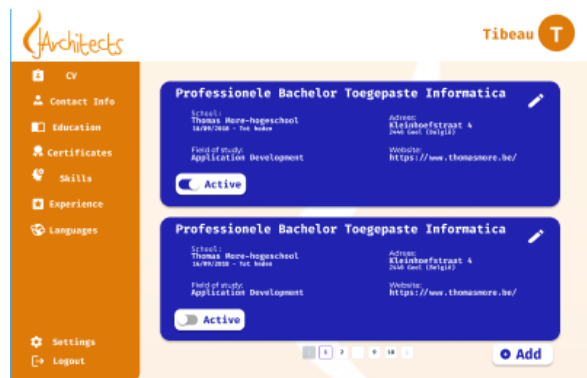 Architects
Tibeau
T
CV
Contact Info
Education
Certificates
Skills
Experience
Languages
Settings
Logout
Professionele Bachelor Toegepaste Informatica
School:
Thomas More-hogeschool
18/09/2018 - Tot heden
Adress:
Kleinhoefstraat 4
2440 Geel (België)
Field of study:
Application Development
Website:
https://www.thomasmore.be/
Active
Professionele Bachelor Toegepaste Informatica
School:
Thomas More-hogeschool
18/09/2018 - Tot heden
Adress:
Kleinhoefstraat 4
2440 Geel (België)
Field of study:
Application Development
Website:
https://www.thomasmore.be/
Active
1 2 9 10
Add